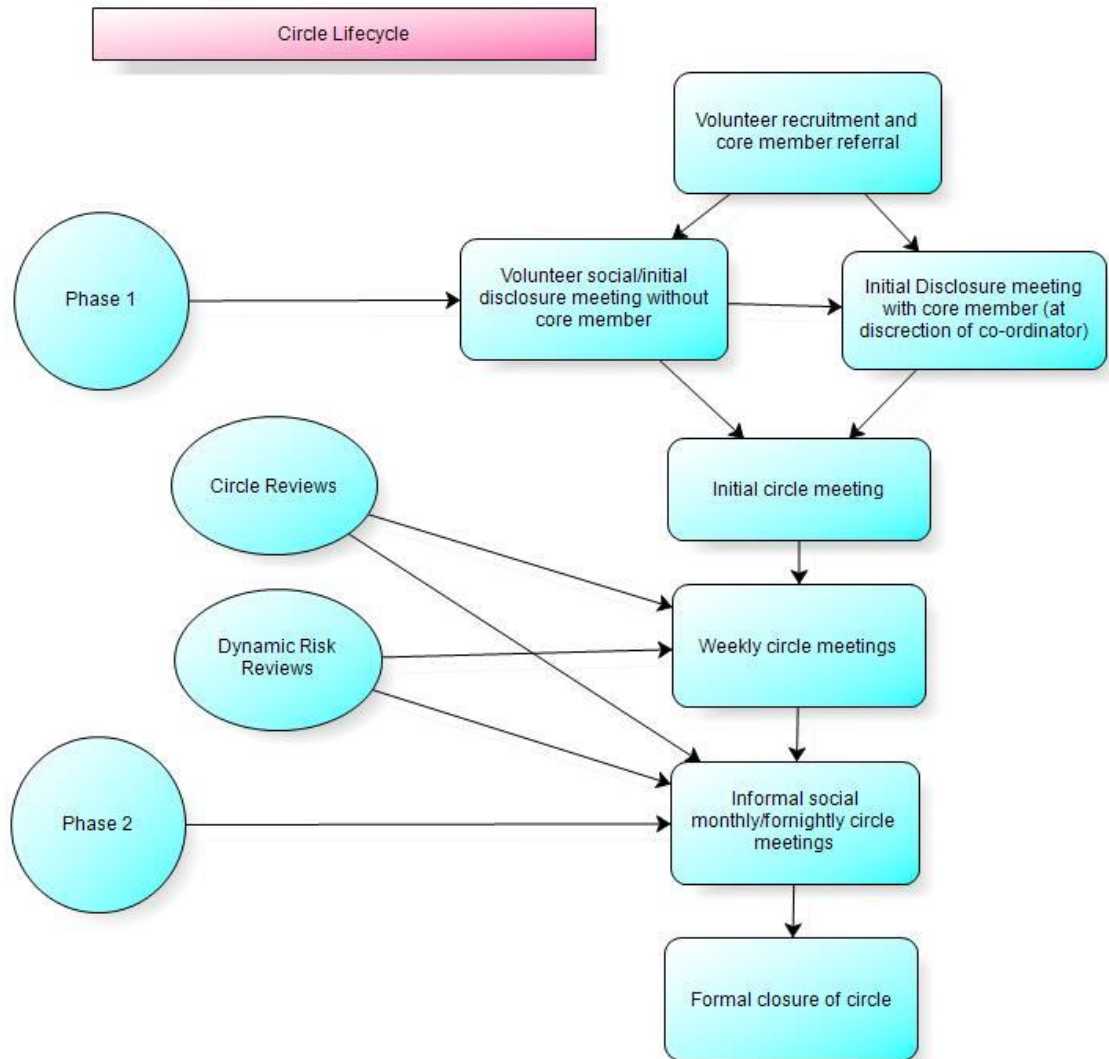 Circle Lifecycle
Volunteer recruitment and
core member referral
Phase 1
Volunteer social/initial
disclosure meeting without
core member
Initial Disclosure meeting
with core member (at
discrection of co-ordinator)
Circle Reviews
Initial circle meeting
Dynamic Risk
Reviews
Weekly circle meetings
Phase 2
Informal social
monthly/fornightly circle
meetings
Formal closure of circle